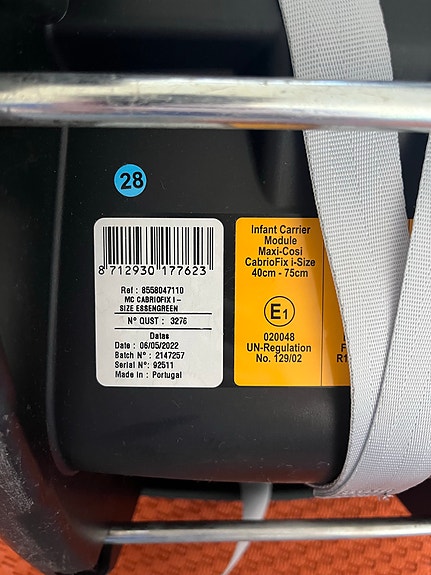 28
8 712930 177623
Ref : 8558047110
MC CABRIOFIX I-
SIZE ESSENGREEN
N° QUST : 3276
Datas
Date : 06/05/2022
Batch N° : 2147257
Serial N°: 92511
Made in : Portugal
Infant Carrier
Module
Maxi-Cosi
CabrioFix i-Size
40cm - 75cm
E1
020048
UN-Regulation
No. 129/02